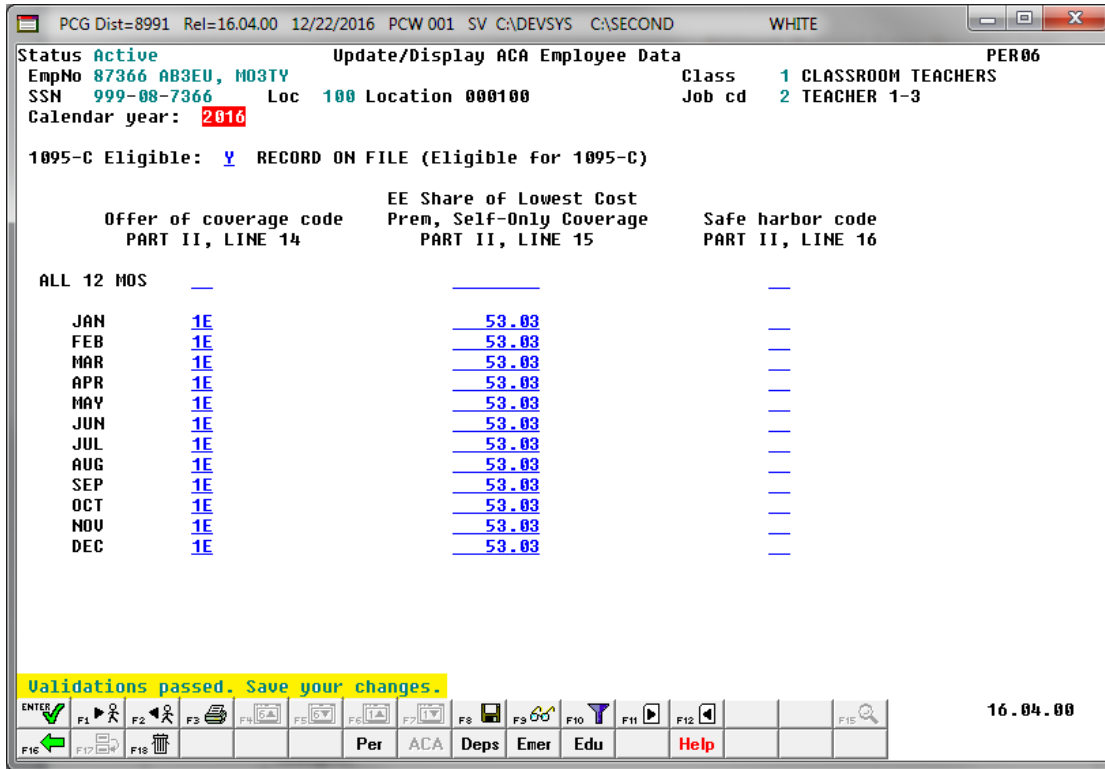 PCG Dist=8991 Rel=16.04.00 12/22/2016 PCW 001 SV C:\DEVSYS C:\SECOND WHITE
Status Active Update/Display ACA Employee Data PER06
EmpNo 87366 AB3EU, MO3TY Class 1 CLASSROOM TEACHERS
SSN 999-08-7366 Loc 100 Location 000100 Job cd 2 TEACHER 1-3
Calendar year: 2016
1095-C Eligible: Y RECORD ON FILE (Eligible for 1095-C)
EE Share of Lowest Cost
Offer of coverage code Prem, Self-Only Coverage Safe harbor code
PART II, LINE 14 PART II, LINE 15 PART II, LINE 16
ALL 12 MOS
JAN 1E 53.03
FEB 1E 53.03
MAR 1E 53.03
APR 1E 53.03
MAY 1E 53.03
JUN 1E 53.03
JUL 1E 53.03
AUG 1E 53.03
SEP 1E 53.03
OCT 1E 53.03
NOV 1E 53.03
DEC 1E 53.03
Validations passed. Save your changes.
ENTER F1 F2 F3 F4 F5 F6 F7 F8 F9 F10 F11 F12 F15 16.04.00
F16 F17 F18 Per ACA Deps Emer Edu Help